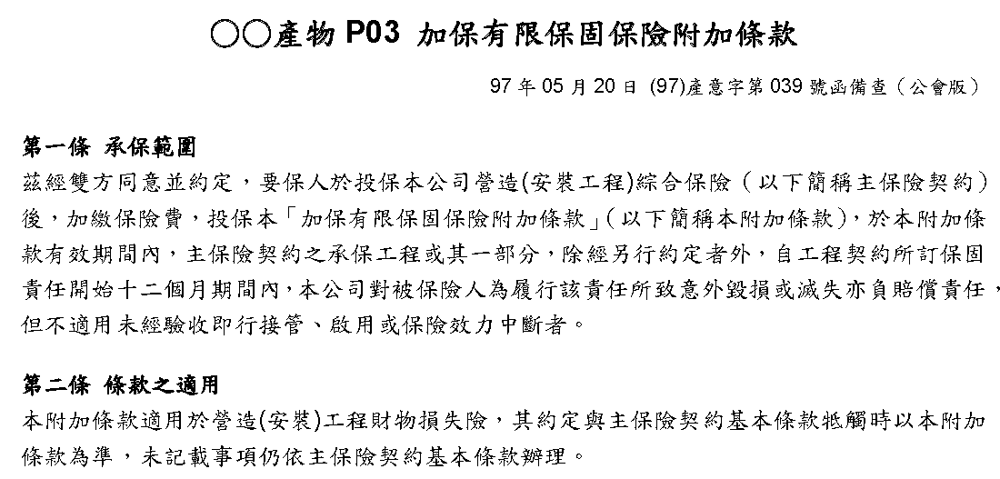 ○○產物 P03 加保有限保固保險附加條款
97 年 05 月 20 日 (97)產意字第 039 號函備查（公會版）
第一條 承保範圍
茲經雙方同意並約定，要保人於投保本公司營造(安裝工程)綜合保險（以下簡稱主保險契約）
後，加繳保險費，投保本「加保有限保固保險附加條款」（以下簡稱本附加條款），於本附加條
款有效期間內，主保險契約之承保工程或其一部分，除經另行約定者外，自工程契約所訂保固
責任開始十二個月期間內，本公司對被保險人為履行該責任所致意外毀損或滅失亦負賠償責任，
但不適用未經驗收即行接管、啟用或保險效力中斷者。
第二條 條款之適用
本附加條款適用於營造(安裝)工程財物損失險，其約定與主保險契約基本條款牴觸時以本附加
條款為準，未記載事項仍依主保險契約基本條款辦理。